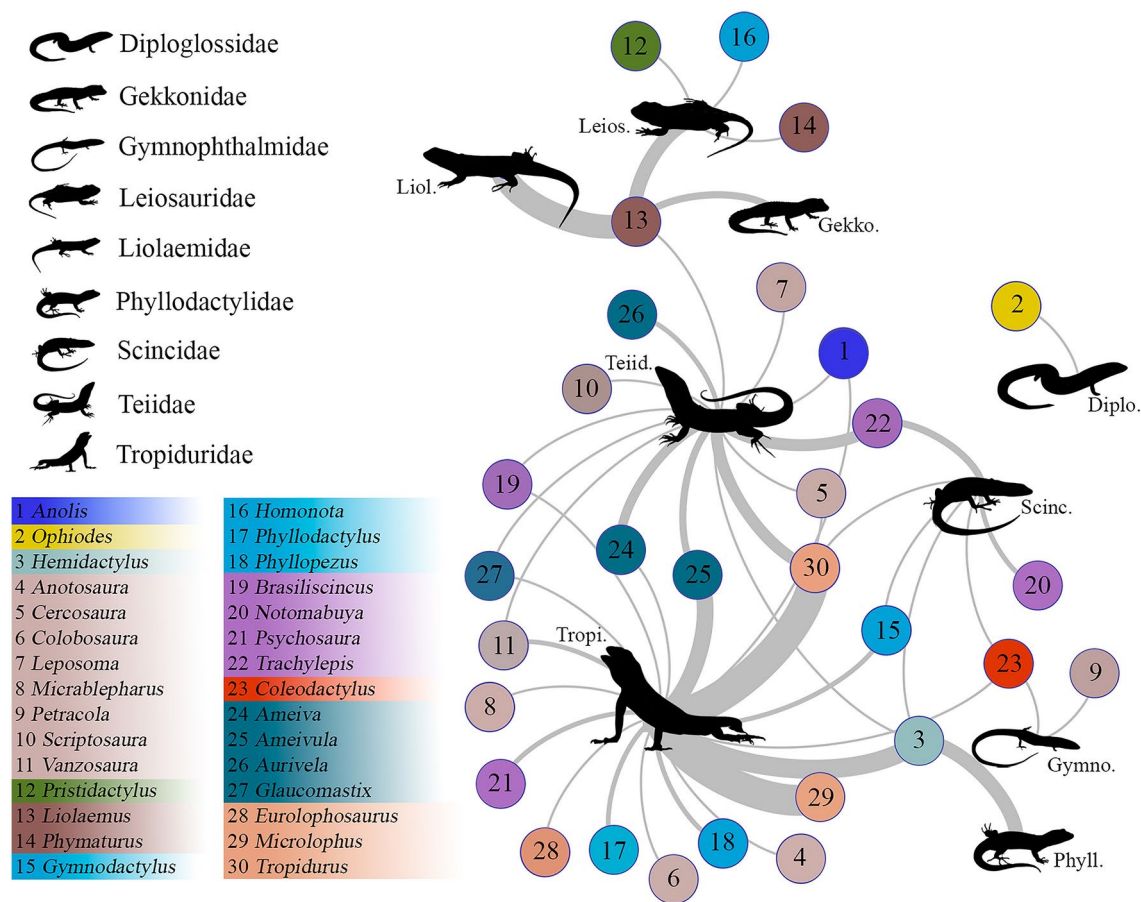 Diploglossidae
Gekkonidae
Gymnophthalmidae
Leiosauridae
Liolaemidae
Phyllodactylidae
Scincidae
Teiidae
Tropiduridae
1 Anolis
2 Ophiodes
3 Hemidactylus
4 Anotosaura
5 Cercosaura
6 Colobosaura
7 Leposoma
8 Micrablepharus
9 Petracola
10 Scriptosaura
11 Vanzosaura
12 Pristidactylus
13 Liolaemus
14 Phymaturus
15 Gymnodactylus
16 Homonota
17 Phyllodactylus
18 Phyllopezus
19 Brasiliscincus
20 Notomabuya
21 Psychosaura
22 Trachylepis
23 Coleodactylus
24 Ameiva
25 Ameivula
26 Aurivela
27 Glaucomastix
28 Eurolophosaurus
29 Microlophus
30 Tropidurus
12
16
Leios.
14
Liol.
13
Gekko.
7
26
2
Teiid.
1
10
Diplo.
22
19
5
Scinc.
24
30
27
25
20
15
Tropi.
11
23
9
8
3
Gymno.
21
29
28
17
18
4
Phyll.
6